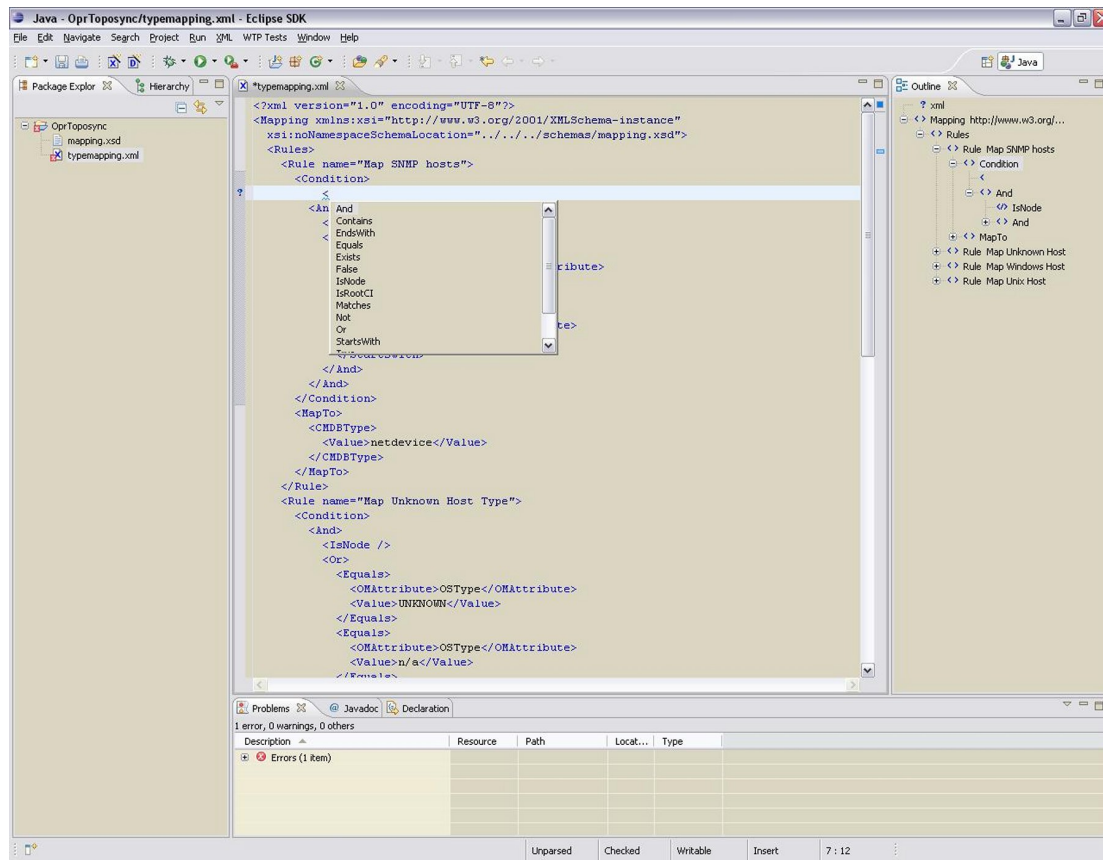 Java - OprToposync/typemapping.xml - Eclipse SDK
File Edit Navigate Search Project Run XML WTP Tests Window Help
Java
Package Explor
Hierarchy
OprToposync
mapping.xsd
typemapping.xml
*typemapping.xml
<?xml version="1.0" encoding="UTF-8"?>
<Mapping xmlns:xsi="http://www.w3.org/2001/XMLSchema-instance"
xsi:noNamespaceSchemaLocation="../../../schemas/mapping.xsd">
<Rules>
<Rule name="Map SNMP hosts">
<Condition>
<
<An
<
<
ribute>
te>
And
Contains
EndsWith
Equals
Exists
False
IsNode
IsRootCI
Matches
Not
Or
StartsWith
</And>
</And>
</Condition>
<MapTo>
<CMDBType>
<Value>netdevice</Value>
</CMDBType>
</MapTo>
</Rule>
<Rule name="Map Unknown Host Type">
<Condition>
<And>
<IsNode />
<Or>
<Equals>
<OMAttribute>OSType</OMAttribute>
<Value>UNKNOWN</Value>
</Equals>
<Equals>
<OMAttribute>OSType</OMAttribute>
<Value>n/a</Value>
</Equals>
Outline
? xml
<> Mapping http://www.w3.org/...
<> Rules
<> Rule Map SNMP hosts
<> Condition
<
<> And
</> IsNode
<> And
<> MapTo
<> Rule Map Unknown Host
<> Rule Map Windows Host
<> Rule Map Unix Host
Problems
@ Javadoc
Declaration
1 error, 0 warnings, 0 others
Description Resource Path Locat... Type
Errors (1 item)
Unparsed Checked Writable Insert 7 : 12